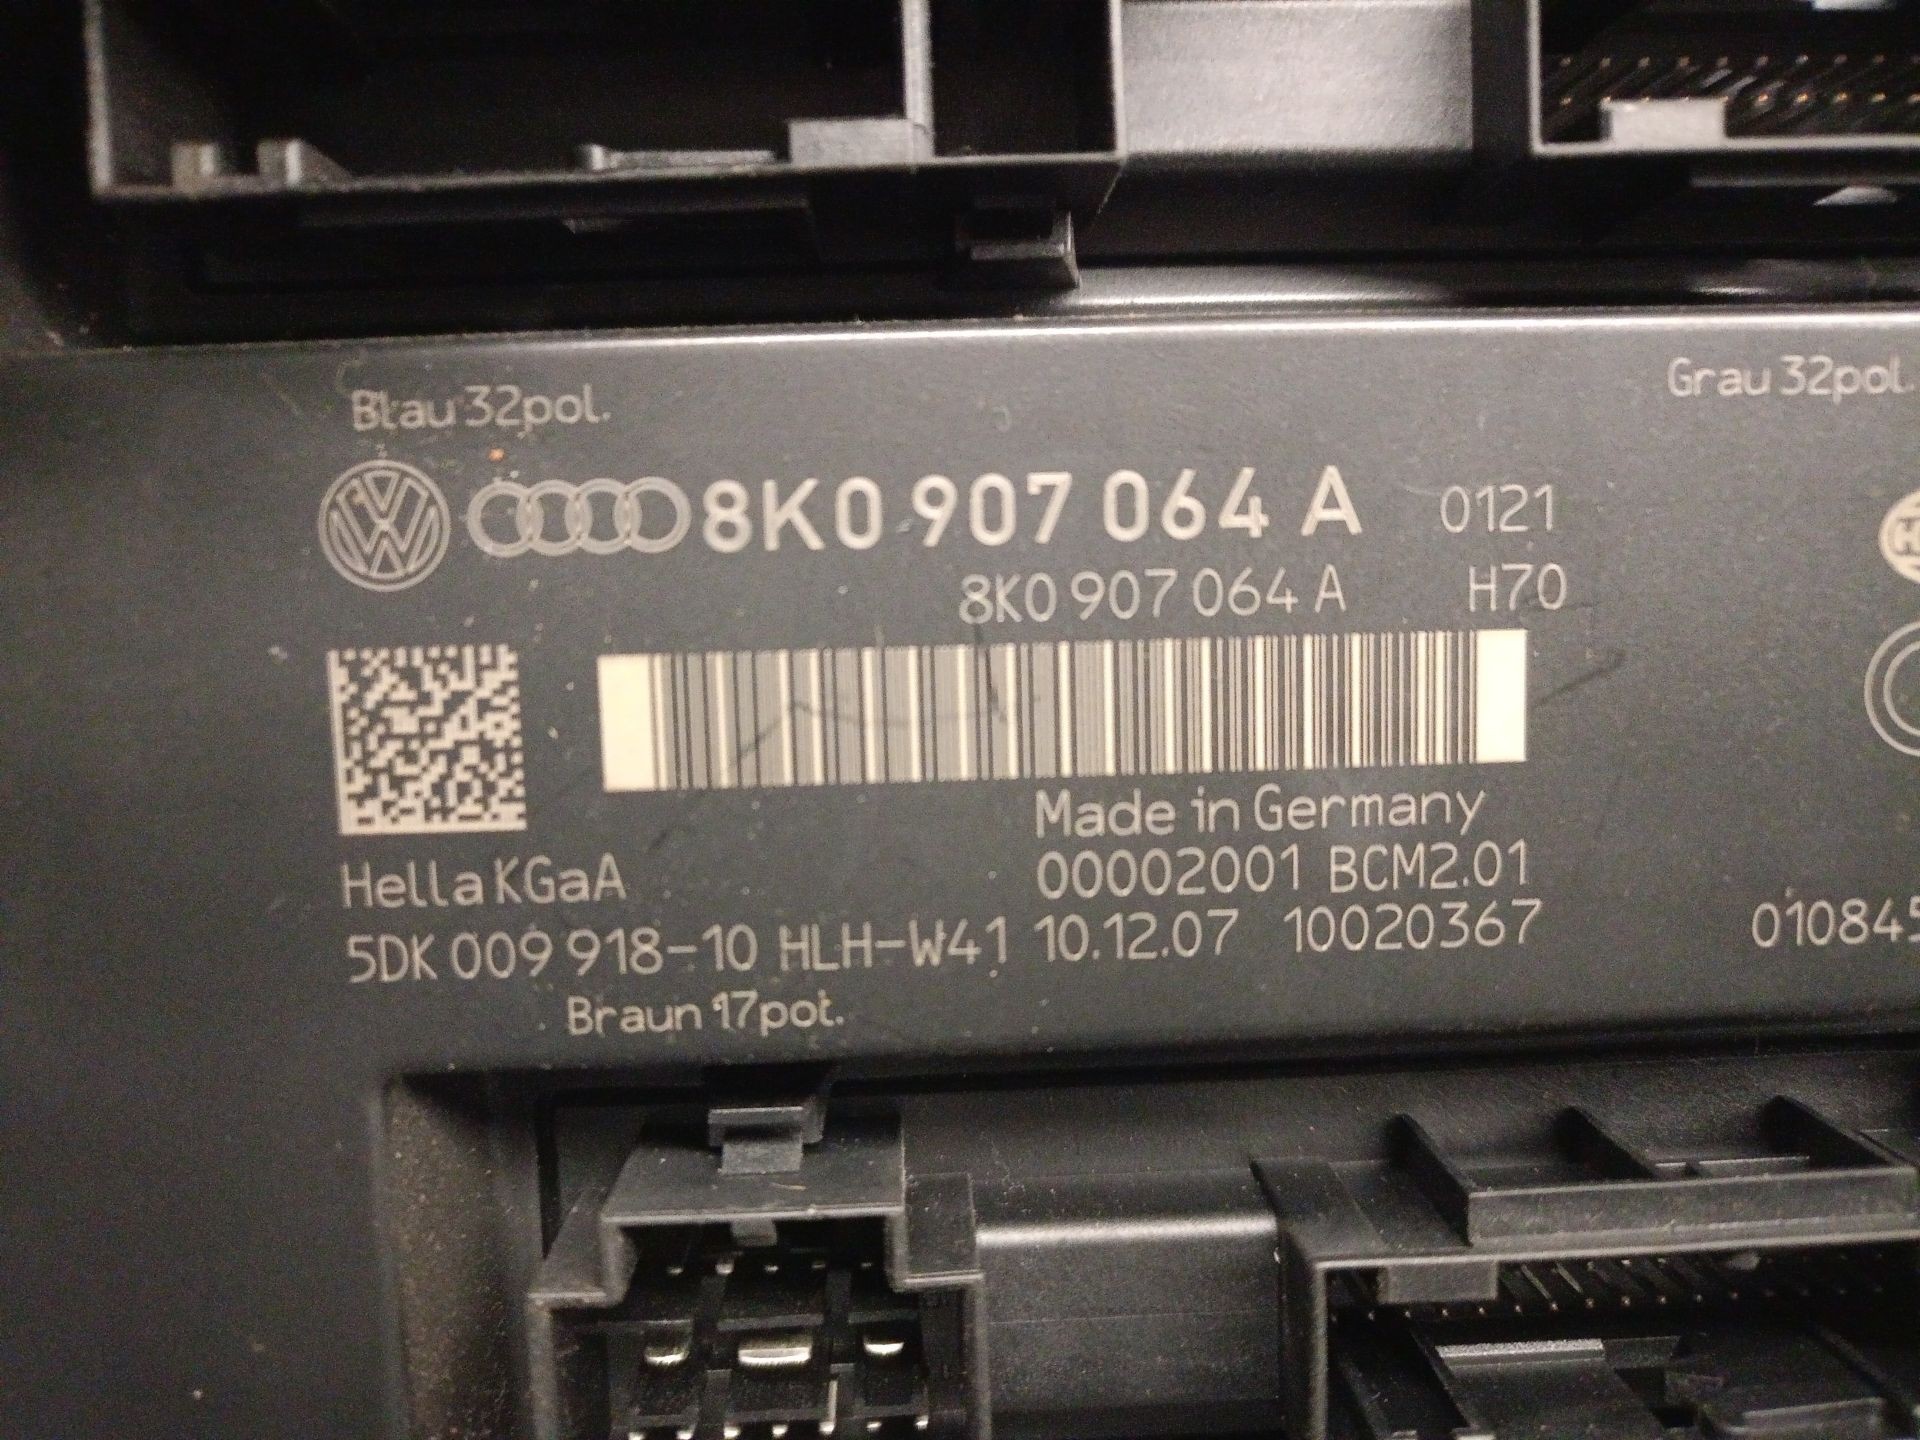 Blau 32pol.
Grau 32pol.
8K0 907 064 A 0121
8K0 907 064 A H70
Made in Germany
Hella KGaA
00002001 BCM2.01
5DK 009 918-10 HLH-W41 10.12.07 10020367
010845
Braun 17pol.